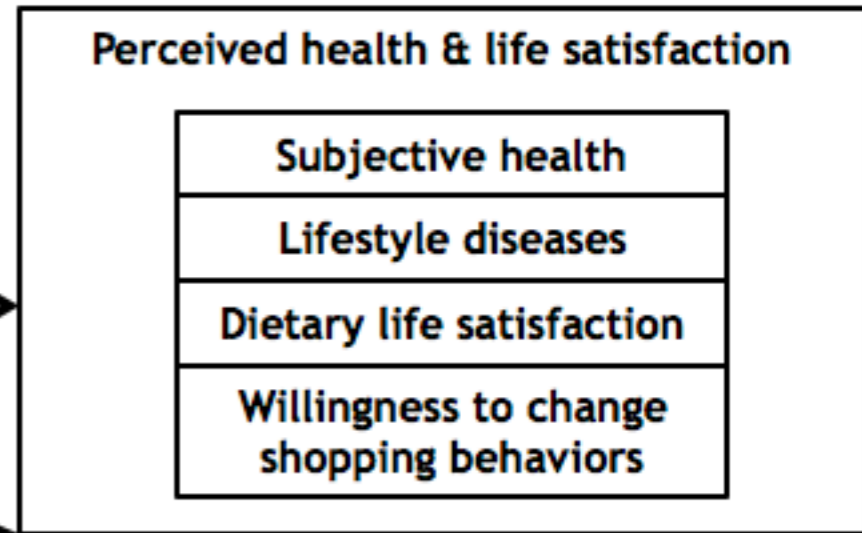 Perceived health & life satisfaction
Subjective health
Lifestyle diseases
Dietary life satisfaction
Willingness to change
shopping behaviors